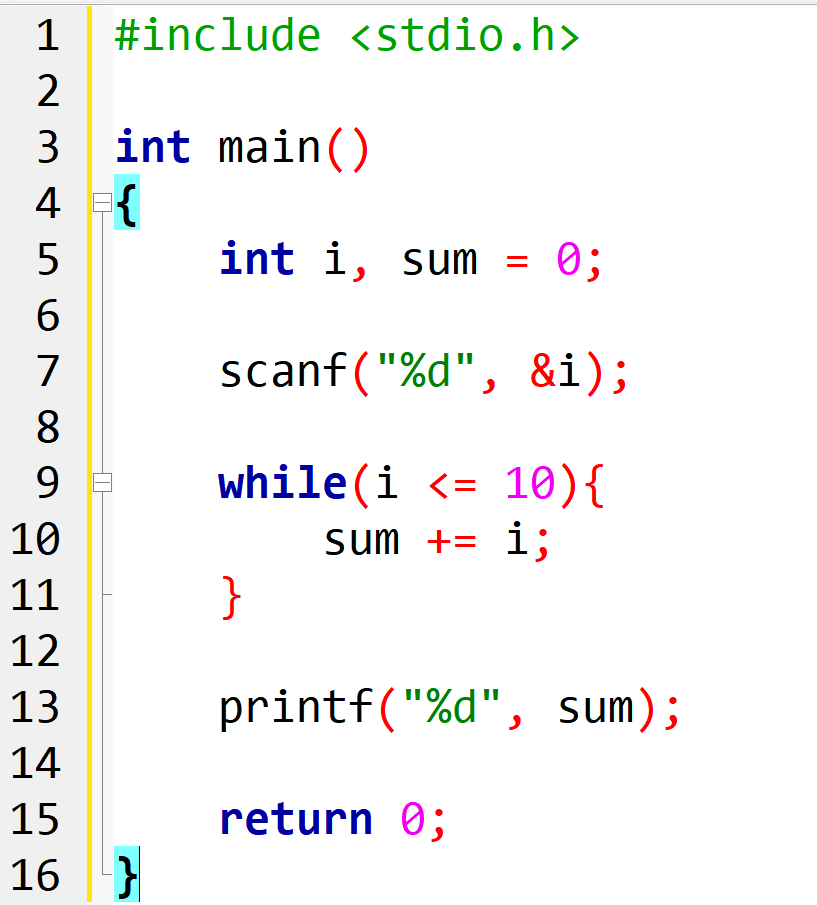 1 #include <stdio.h>
2
3 int main()
4 {
5 int i, sum = 0;
6
7 scanf("%d", &i);
8
9 while(i <= 10){
10 sum += i;
11 }
12
13 printf("%d", sum);
14
15 return 0;
16 }